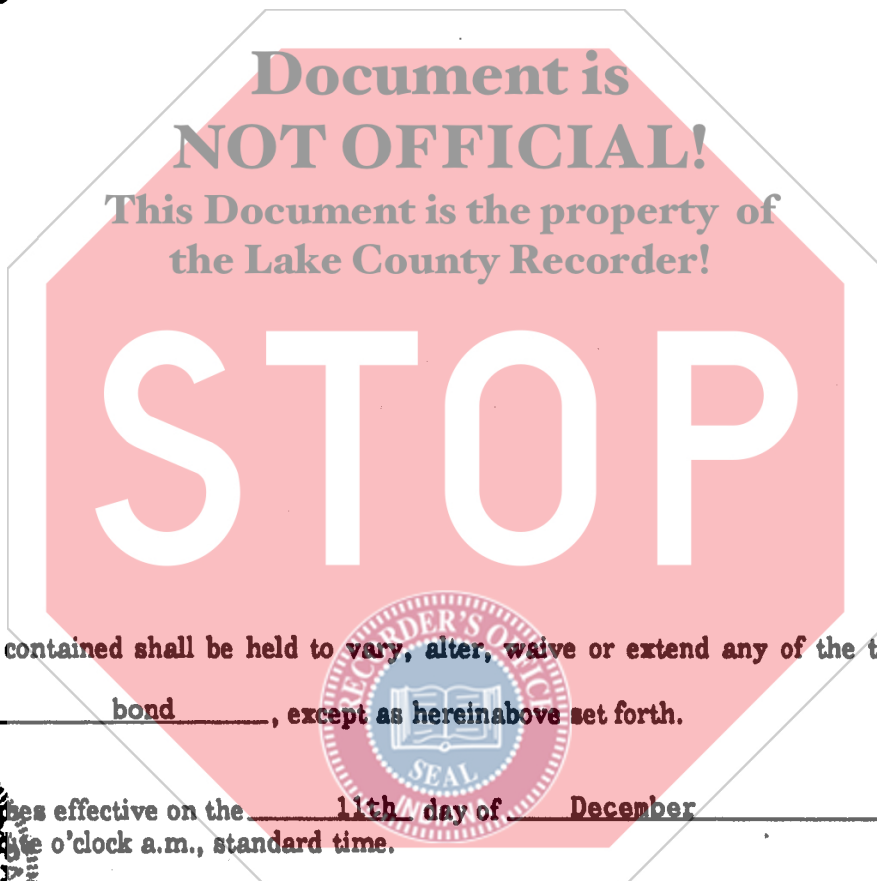 Document is
NOT OFFICIAL!
This Document is the property of
the Lake County Recorder!
STOP
RECORDER'S OFFICE
contained shall be held to vary, alter, waive or extend any of the
bond, except as hereinabove set forth.
SEAL
effective on the 11th day of December
o'clock a.m., standard time.